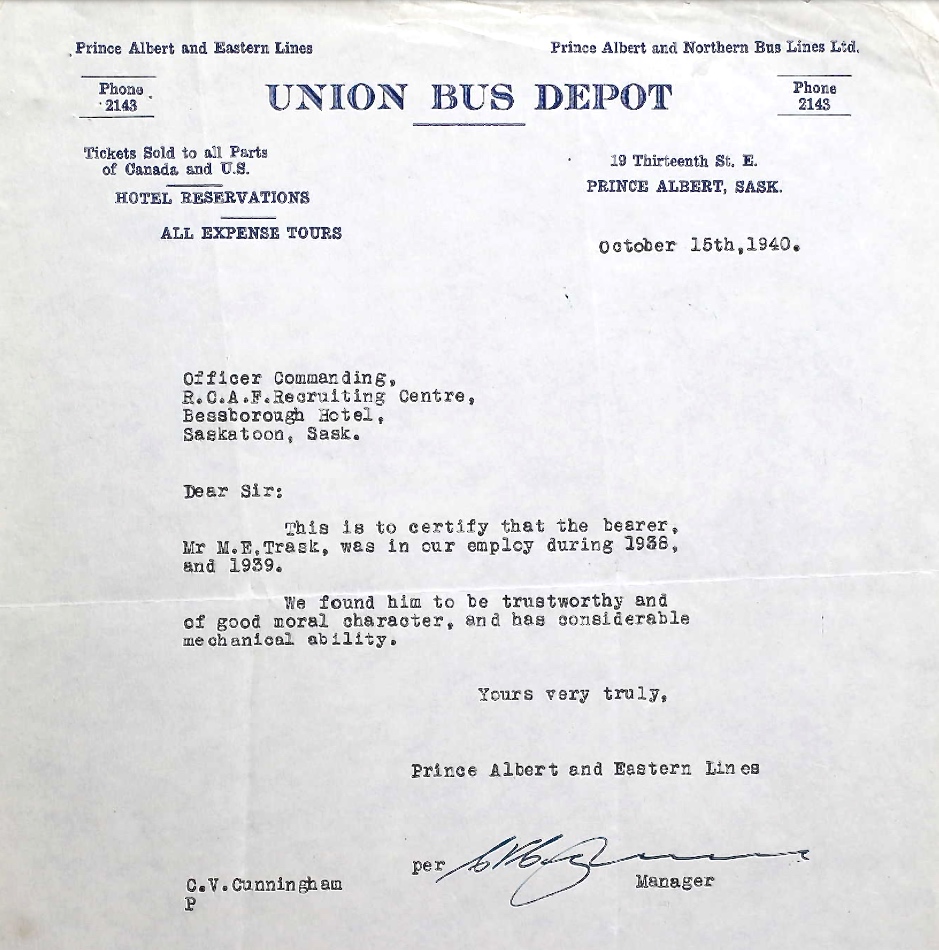 Prince Albert and Eastern Lines
Prince Albert and Northern Bus Lines Ltd.
Phone
2143
UNION BUS DEPOT
Phone
2143
Tickets Sold to all Parts
of Canada and U.S.
HOTEL RESERVATIONS
ALL EXPENSE TOURS
19 Thirteenth St. E.
PRINCE ALBERT, SASK.
October 15th,1940.
Officer Commanding,
R.C.A.F.Recruiting Centre,
Bessborough Hotel,
Saskatoon, Sask.
Dear Sir:
This is to certify that the bearer,
Mr M.E.Trask, was in our employ during 1938,
and 1939.
We found him to be trustworthy and
of good moral character, and has considerable
mechanical ability.
Yours very truly,
Prince Albert and Eastern Lines
per
Manager
C.V.Cunningham
P